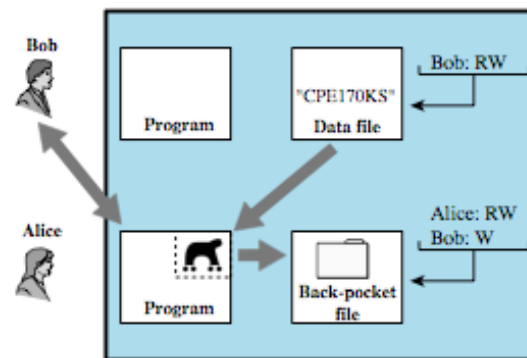 Bob
Program
"CPE170KS"
Data file
Bob: RW
Alice
Program
Back-pocket
file
Alice: RW
Bob: W